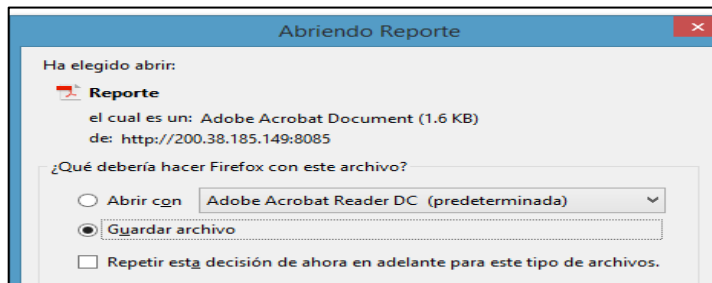 Abriendo Reporte
Ha elegido abrir:
Reporte
el cual es un: Adobe Acrobat Document (1.6 KB)
de: http://200.38.185.149:8085
¿Qué debería hacer Firefox con este archivo?
Abrir con Adobe Acrobat Reader DC (predeterminada)
Guardar archivo
Repetir esta decisión de ahora en adelante para este tipo de archivos.